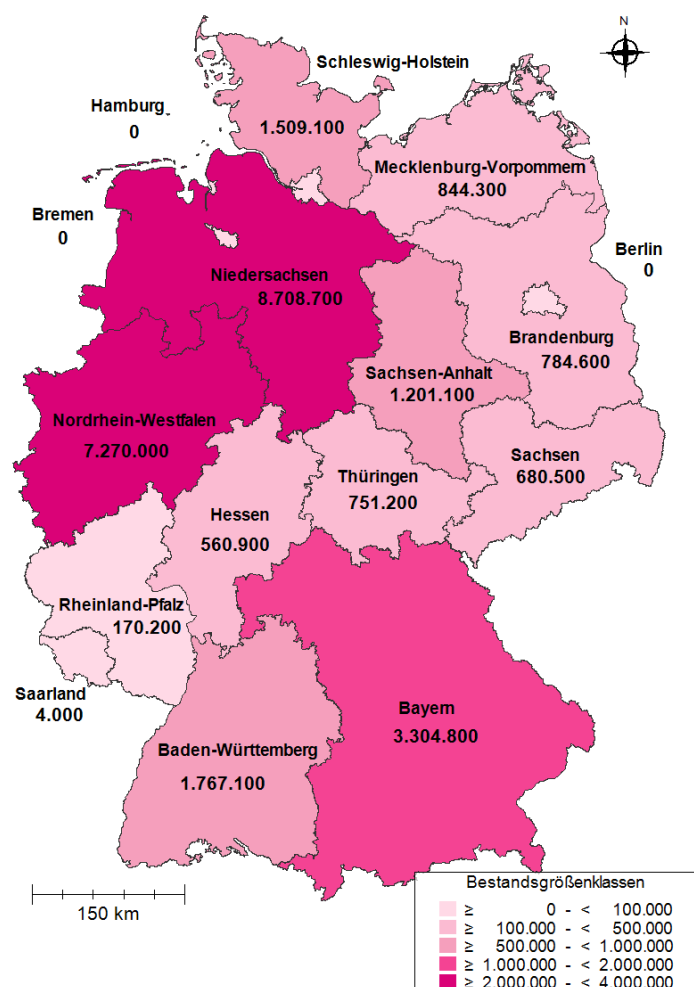 N
Schleswig-Holstein
1.509.100
Hamburg
0
Mecklenburg-Vorpommern
844.300
Bremen
0
Berlin
0
Niedersachsen
8.708.700
Brandenburg
784.600
Sachsen-Anhalt
1.201.100
Nordrhein-Westfalen
7.270.000
Sachsen
680.500
Thüringen
751.200
Hessen
560.900
Rheinland-Pfalz
170.200
Saarland
4.000
Bayern
3.304.800
Baden-Württemberg
1.767.100
150 km
Bestandsgrößenklassen
≥ 0 - < 100.000
≥ 100.000 - < 500.000
≥ 500.000 - < 1.000.000
≥ 1.000.000 - < 2.000.000
≥ 2.000.000 - < 4.000.000